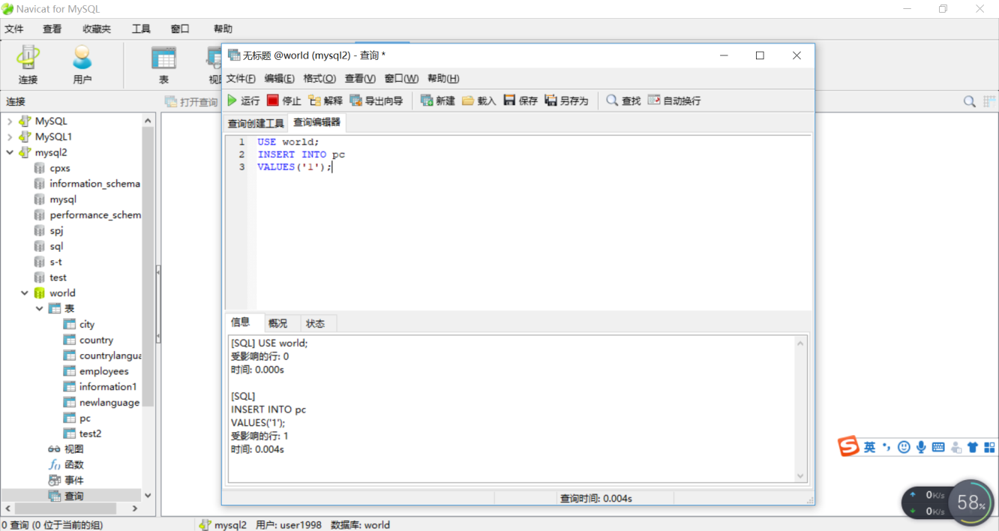 Navicat for MySQL
文件 查看 收藏夹 工具 窗口 帮助
连接 用户 表
连接
打开查询
MySQL
MySQL1
mysql2
cpxs
information_schema
mysql
performance_schem
spj
sql
s-t
test
world
表
city
country
countrylangua
employees
information1
newlanguage
pc
test2
视图
函数
事件
查询
无标题 @world (mysql2) - 查询 *
文件(F) 编辑(E) 格式(O) 查看(V) 窗口(W) 帮助(H)
运行 停止 解释 导出向导 新建 载入 保存 另存为 查找 自动换行
查询创建工具 查询编辑器
1 USE world;
2 INSERT INTO pc
3 VALUES('1');
信息 概况 状态
[SQL] USE world;
受影响的行: 0
时间: 0.000s
[SQL]
INSERT INTO pc
VALUES('1');
受影响的行: 1
时间: 0.004s
查询时间: 0.004s
S 英
0K/s
0K/s
58%
0 查询 (0 位于当前的组) mysql2 用户: user1998 数据库: world